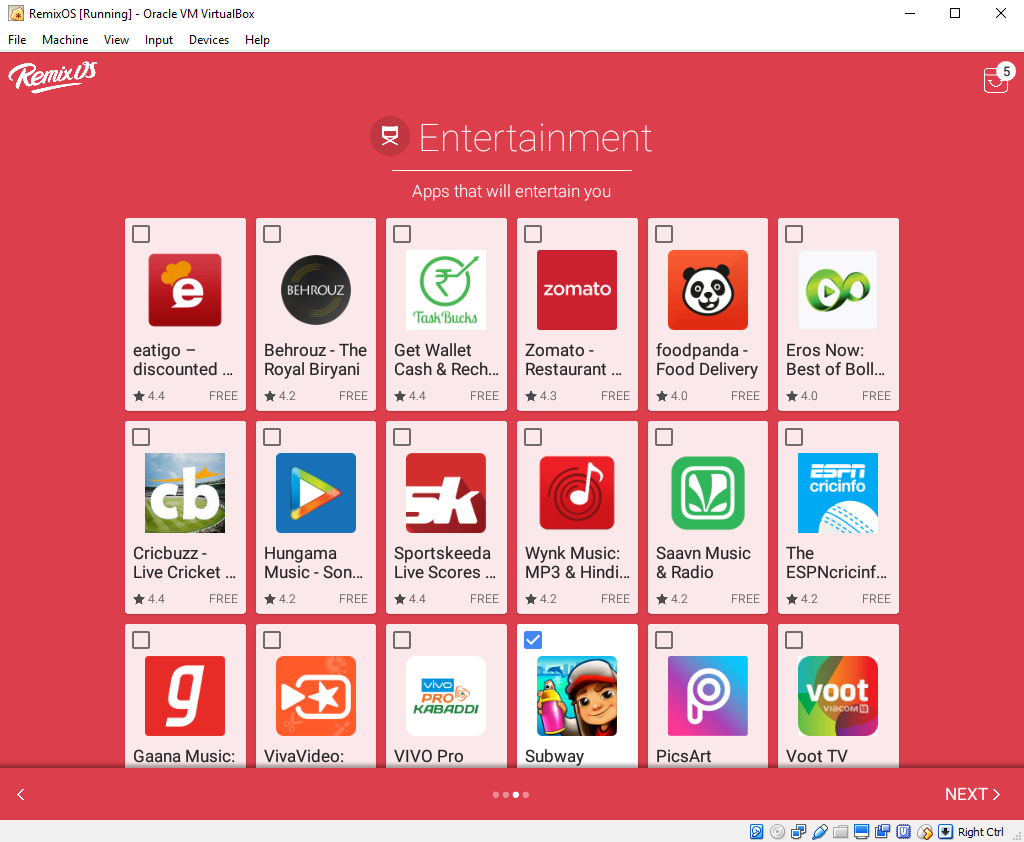 RemixOS [Running] - Oracle VM VirtualBox
File Machine View Input Devices Help
Remix OS
5
Entertainment
Apps that will entertain you
e
BEHROUZ
TaskBucks
zomato
eatigo –
discounted ...
4.4 FREE
Behrouz - The
Royal Biryani
4.2 FREE
Get Wallet
Cash & Rech...
4.4 FREE
Zomato -
Restaurant ...
4.3 FREE
foodpanda -
Food Delivery
4.0 FREE
Eros Now:
Best of Boll...
4.0 FREE
cb
sk
ESPN
cricinfo
Cricbuzz -
Live Cricket ...
4.4 FREE
Hungama
Music - Son...
4.2 FREE
Sportskeeda
Live Scores ...
4.4 FREE
Wynk Music:
MP3 & Hindi...
4.2 FREE
Saavn Music
& Radio
4.2 FREE
The
ESPNcricinf...
4.2 FREE
g
vivo
PRO
KABADDI
P
voot
VIACOM18
Gaana Music:
VivaVideo:
VIVO Pro
Subway
PicsArt
Voot TV
NEXT
Right Ctrl